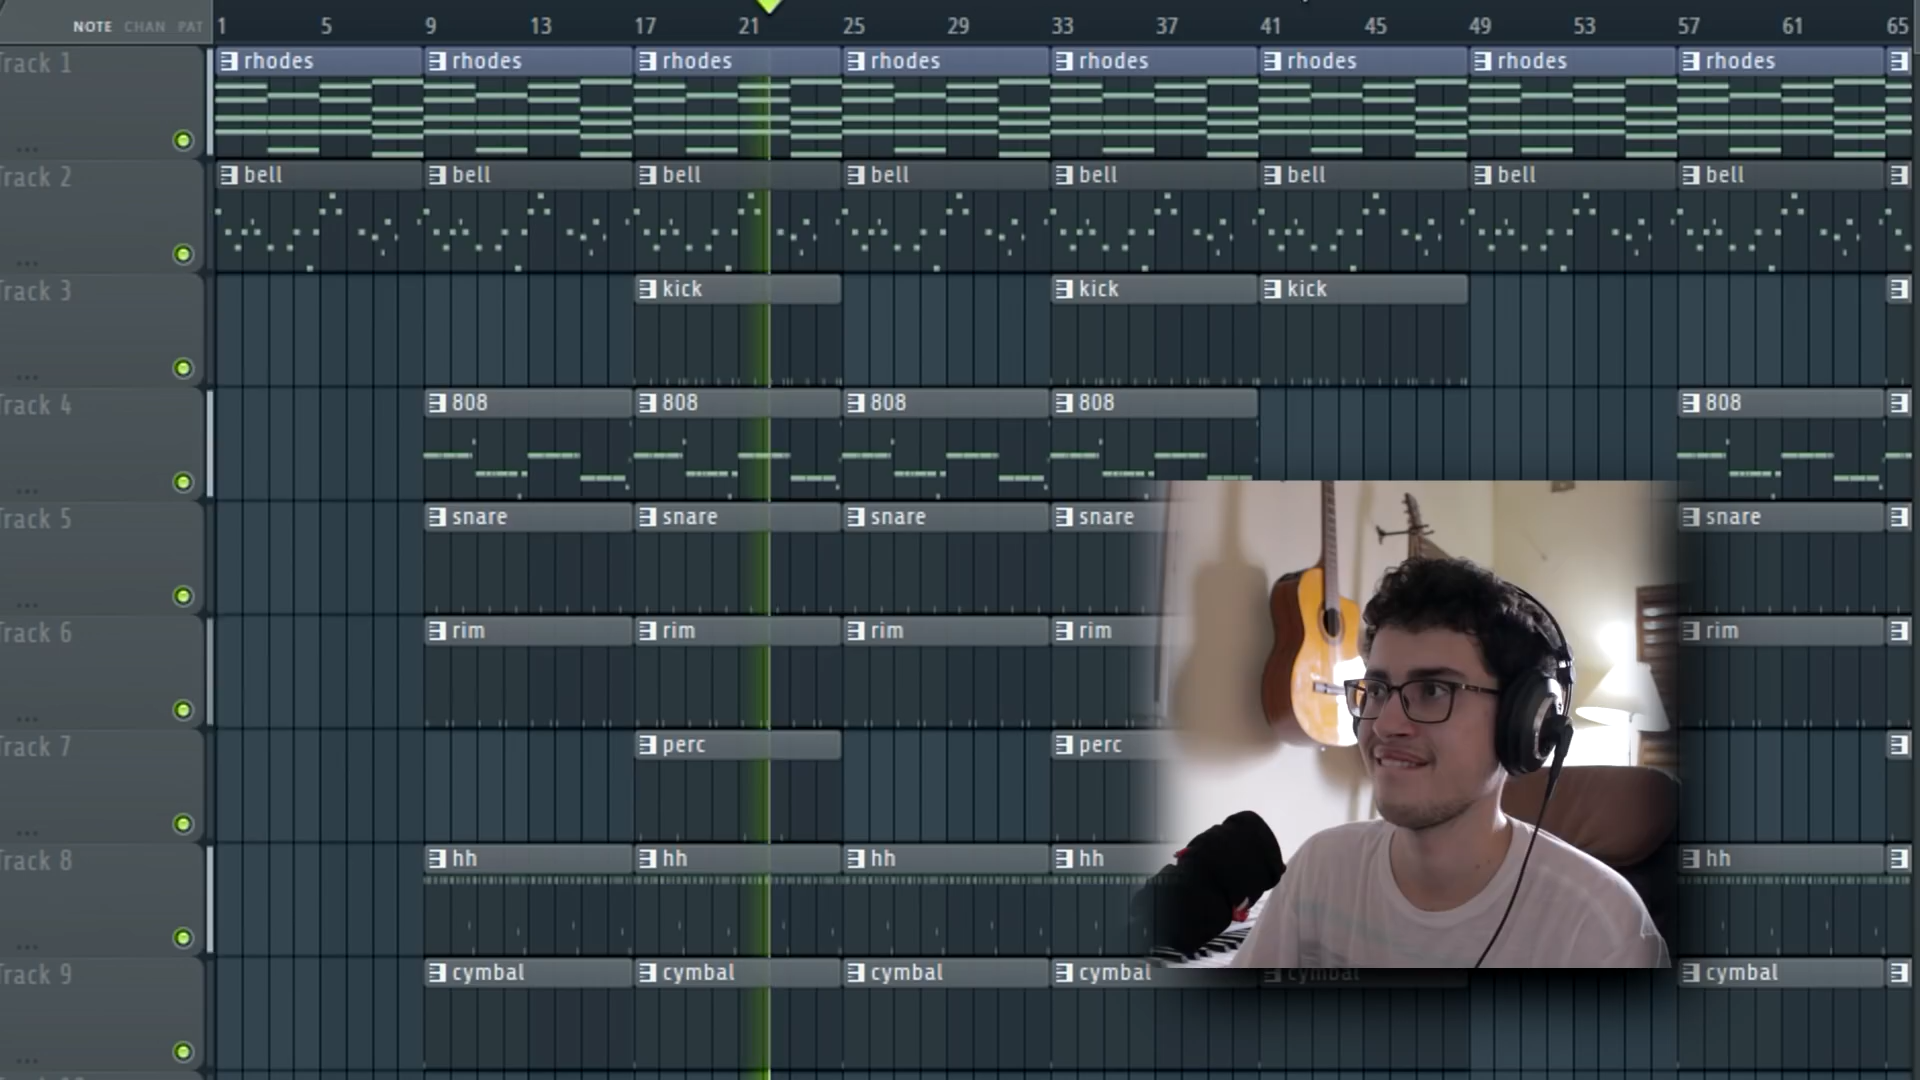 NOTE CHAN PAT 1 5 9 13 17 21 25 29 33 37 41 45 49 53 57 61 65
Track 1 rhodes rhodes rhodes rhodes rhodes rhodes rhodes rhodes
Track 2 bell bell bell bell bell bell bell bell
Track 3 kick kick kick
Track 4 808 808 808 808 808
Track 5 snare snare snare snare snare
Track 6 rim rim rim rim rim
Track 7 perc perc
Track 8 hh hh hh hh hh
Track 9 cymbal cymbal cymbal cymbal cymbal cymbal